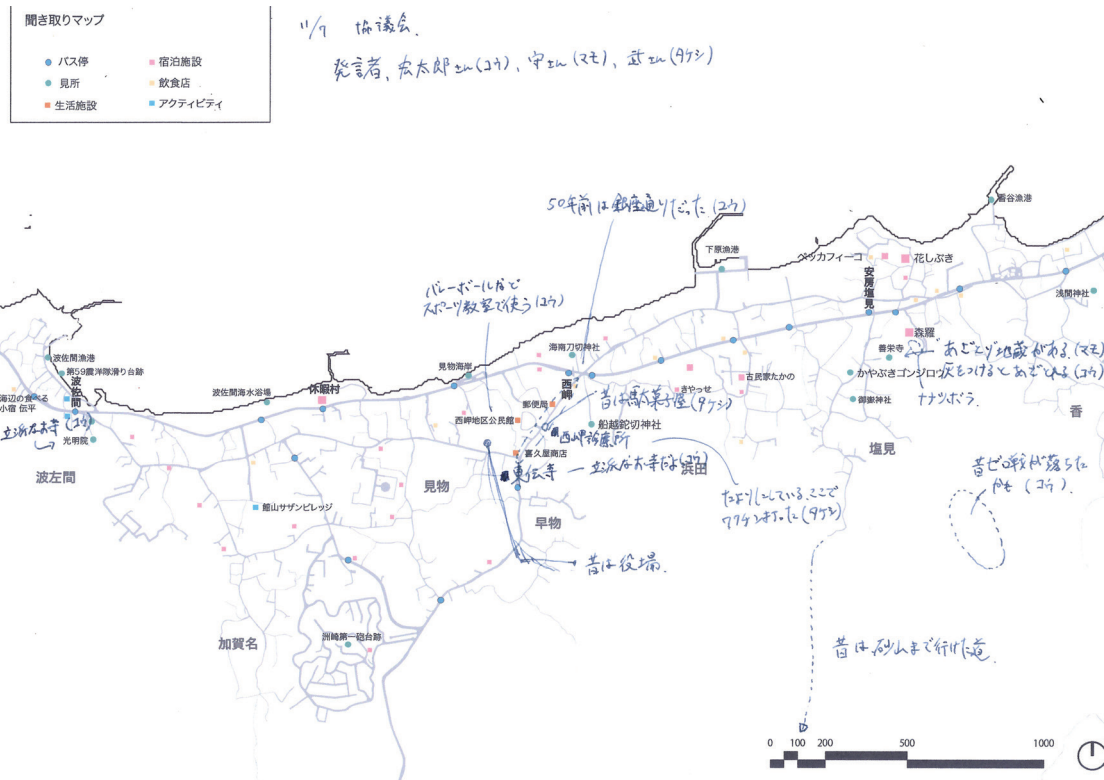 聞き取りマップ
バス停
宿泊施設
見所
飲食店
生活施設
アクティビティ
11/7 協議会.
発言者、宏太郎さん(コウ)、守さん(マモ)、武さん(タケシ)
50年前は銀座通りだった(コウ)
香谷漁港
下原漁港
ベッカフィーコ
花しぶき
安房塩見
浅間神社
バレーボールなどで
スポーツ教室で使う(コウ)
海南刀切神社
見物海岸
森羅
善栄寺
あごとり地蔵がある.(マモ)
灰をつけるとあざとれる(コウ)
ナツボラ.
かやぶきゴンジロウ
御嶽神社
波佐間漁港
第59震洋隊滑り台跡
波佐間
海辺の食べる
小宿 伝平
立派なお寺(コウ)
光明院
波佐間海水浴場
休暇村
西岬
郵便局
昔は駄菓子屋(タケシ)
きやっせ
古民家たかの
西岬地区公民館
船越鉈切神社
西岬診療所
喜久屋商店
東伝寺
立派なお寺だよ(コウ)
浜田
塩見
香
波左間
見物
早物
館山サザンビレッジ
たよりにしている.ここで
ワクチン打った(タケシ)
昔ゼロ戦が落ちた
かも(コウ).
昔は役場.
加賀名
洲崎第一砲台跡
昔は砂山まで行けた道.
0 100 200 500 1000